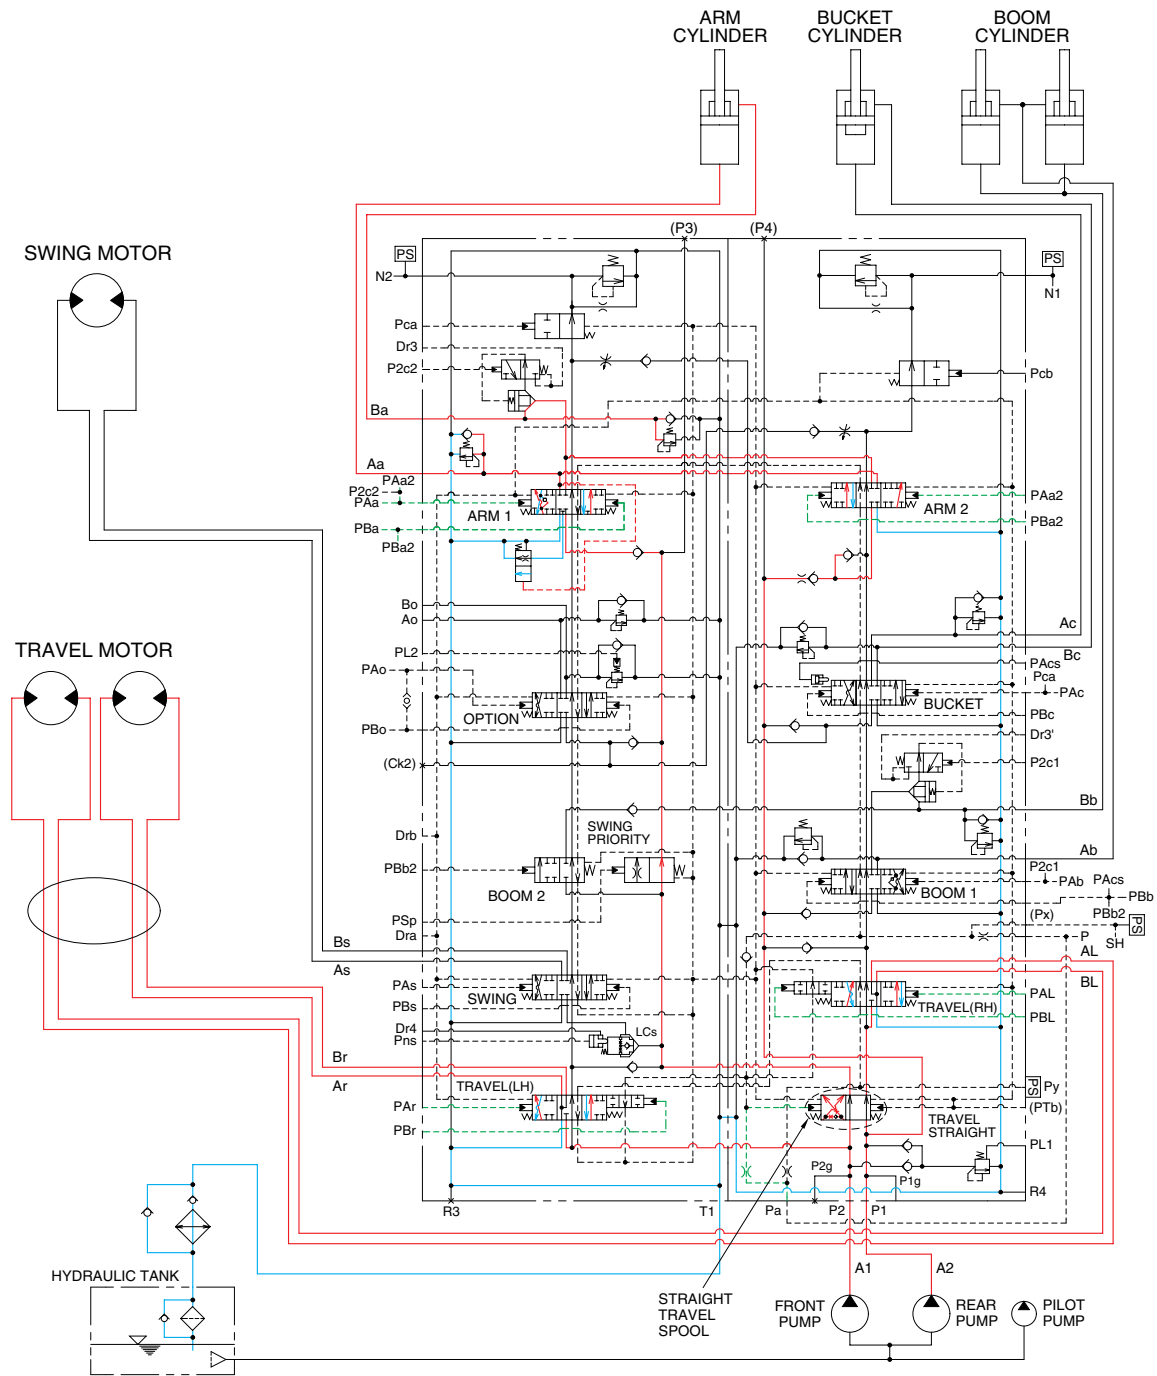 ARM
CYLINDER
BUCKET
CYLINDER
BOOM
CYLINDER
SWING MOTOR
(P3)
(P4)
PS
N2
PS
N1
Pca
Dr3
P2c2
Pcb
Ba
Aa
PAa2
P2c2
PAa
ARM 1
PBa
PBa2
PAa2
ARM 2
PBa2
Bo
Ao
PL2
PAo
OPTION
PBo
(Ck2)
Ac
Bc
PAcs
Pca
PAc
BUCKET
PBc
Dr3'
P2c1
TRAVEL MOTOR
Bb
Drb
SWING
PRIORITY
Ab
PBb2
BOOM 2
P2c1
PAb
PAcs
BOOM 1
PBb
PSp
Dra
(Px)
PBb2
PS
P
SH
Bs
As
AL
BL
PAs
SWING
PBs
PAL
TRAVEL(RH)
PBL
Dr4
Pns
LCs
Br
Ar
TRAVEL(LH)
PAr
PBr
PS
Py
(PTb)
TRAVEL
STRAIGHT
PL1
P2g
P1g
R4
R3
T1
Pa
P2
P1
HYDRAULIC TANK
A1
A2
STRAIGHT
TRAVEL
SPOOL
FRONT
PUMP
REAR
PUMP
PILOT
PUMP